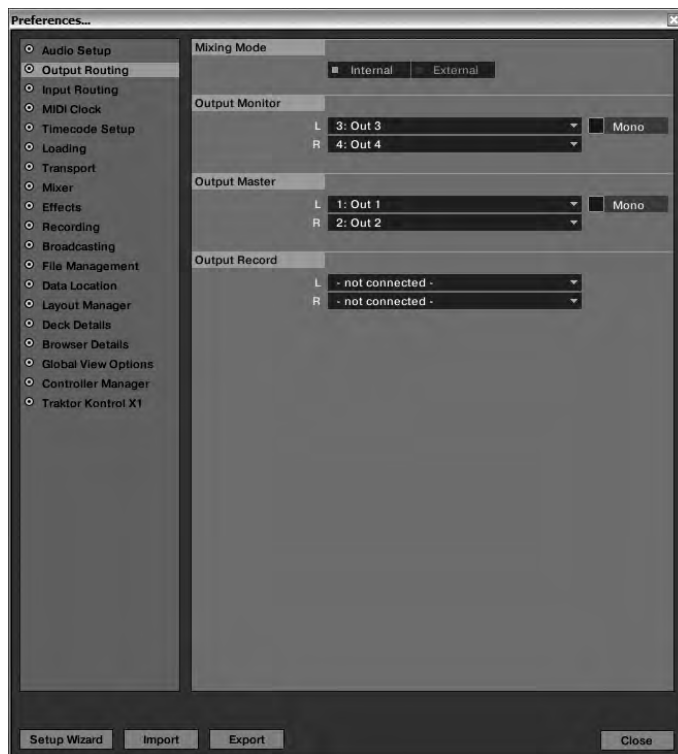 Preferences...
Audio Setup
Output Routing
Input Routing
MIDI Clock
Timecode Setup
Loading
Transport
Mixer
Effects
Recording
Broadcasting
File Management
Data Location
Layout Manager
Deck Details
Browser Details
Global View Options
Controller Manager
Traktor Kontrol X1
Mixing Mode
Internal External
Output Monitor
L 3: Out 3 Mono
R 4: Out 4
Output Master
L 1: Out 1 Mono
R 2: Out 2
Output Record
L - not connected -
R - not connected -
Setup Wizard Import Export Close